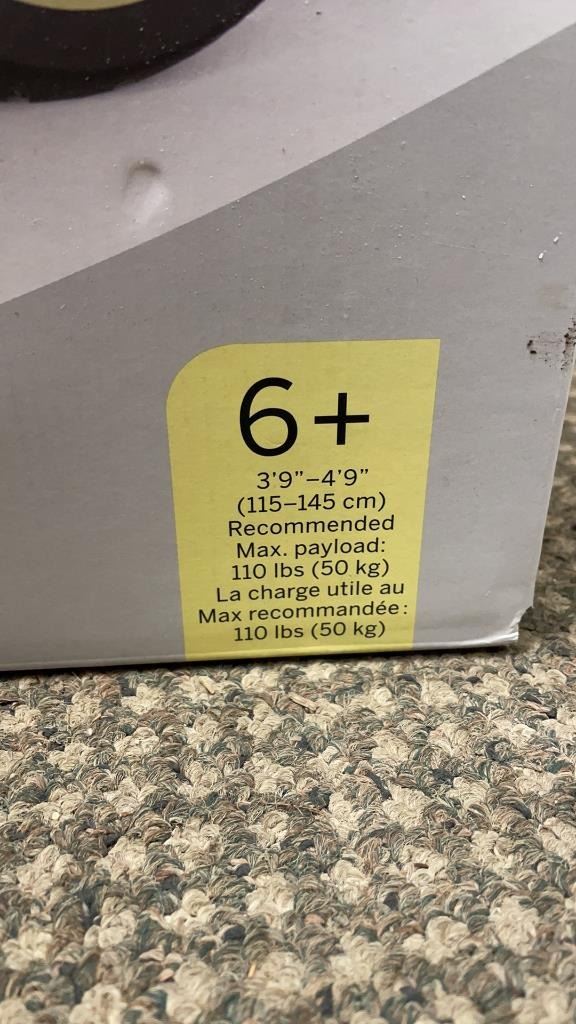 6+
3'9”–4'9”
(115–145 cm)
Recommended
Max. payload:
110 lbs (50 kg)
La charge utile au
Max recommandée:
110 lbs (50 kg)